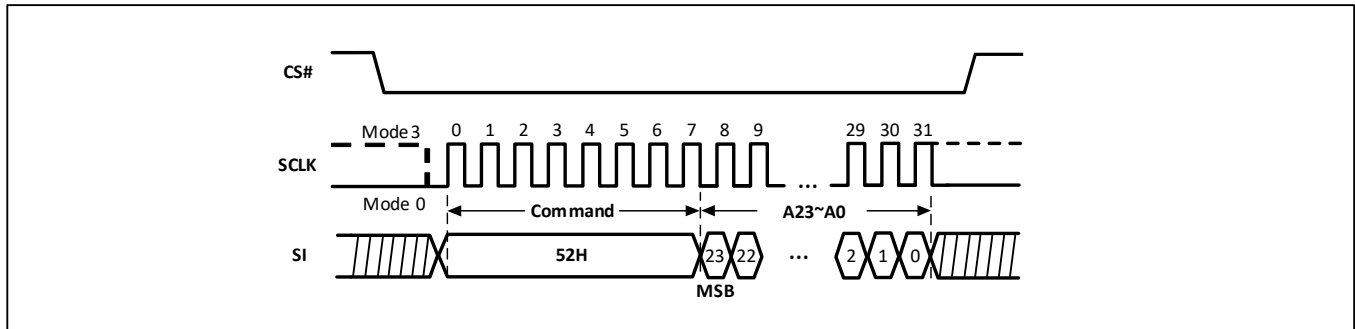 CS#
Mode 3 0 1 2 3 4 5 6 7 8 9 29 30 31
SCLK ...
Mode 0
Command A23~A0
SI 52H 23 22 ... 2 1 0
MSB